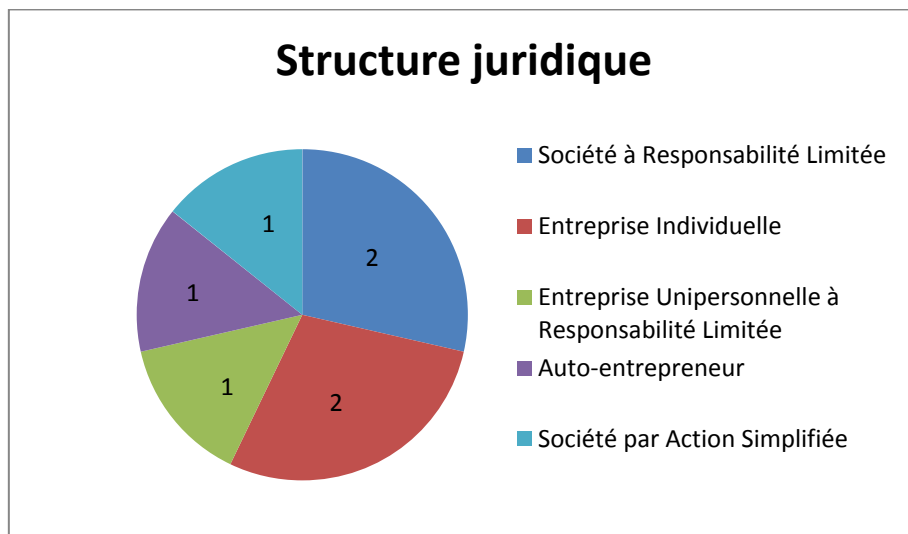 Structure juridique
2
2
1
1
1
Société à Responsabilité Limitée
Entreprise Individuelle
Entreprise Unipersonnelle à
Responsabilité Limitée
Auto-entrepreneur
Société par Action Simplifiée